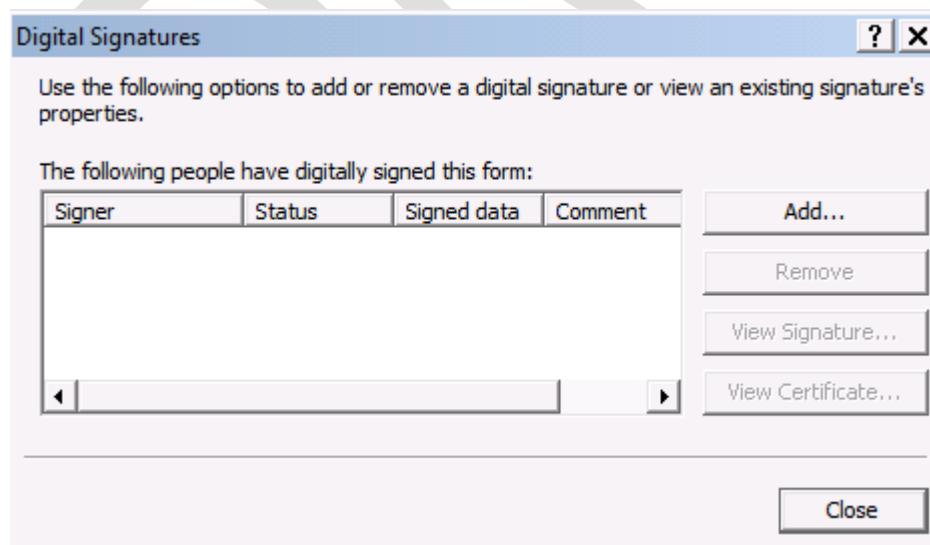 Digital Signatures
Use the following options to add or remove a digital signature or view an existing signature's
properties.
The following people have digitally signed this form:
Signer Status Signed data Comment
Add...
Remove
View Signature...
View Certificate...
Close